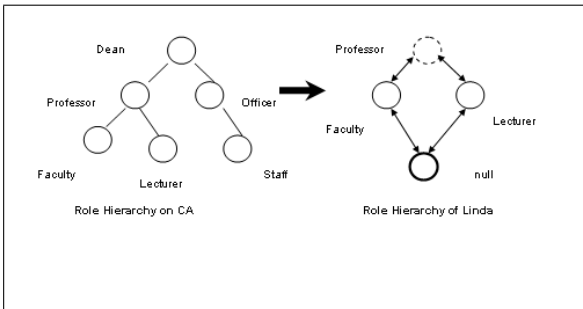 Dean
Professor
Professor
Officer
Faculty
Lecturer
Faculty
Lecturer
Staff
null
Role Hierarchy on CA
Role Hierarchy of Linda